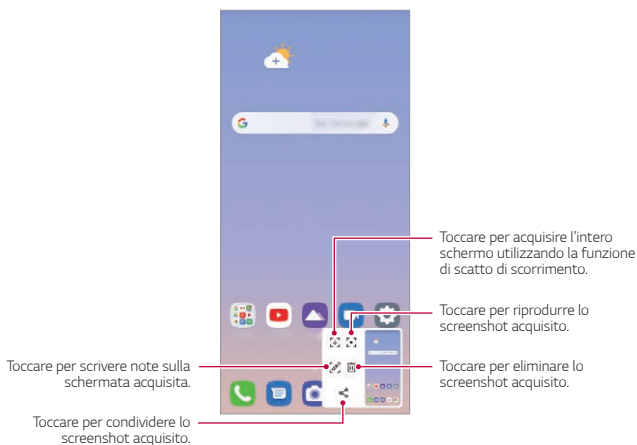 Toccare per acquisire l'intero
schermo utilizzando la funzione
di scatto di scorrimento.
Toccare per riprodurre lo
screenshot acquisito.
Toccare per scrivere note sulla
schermata acquisita.
Toccare per eliminare lo
screenshot acquisito.
Toccare per condividere lo
screenshot acquisito.